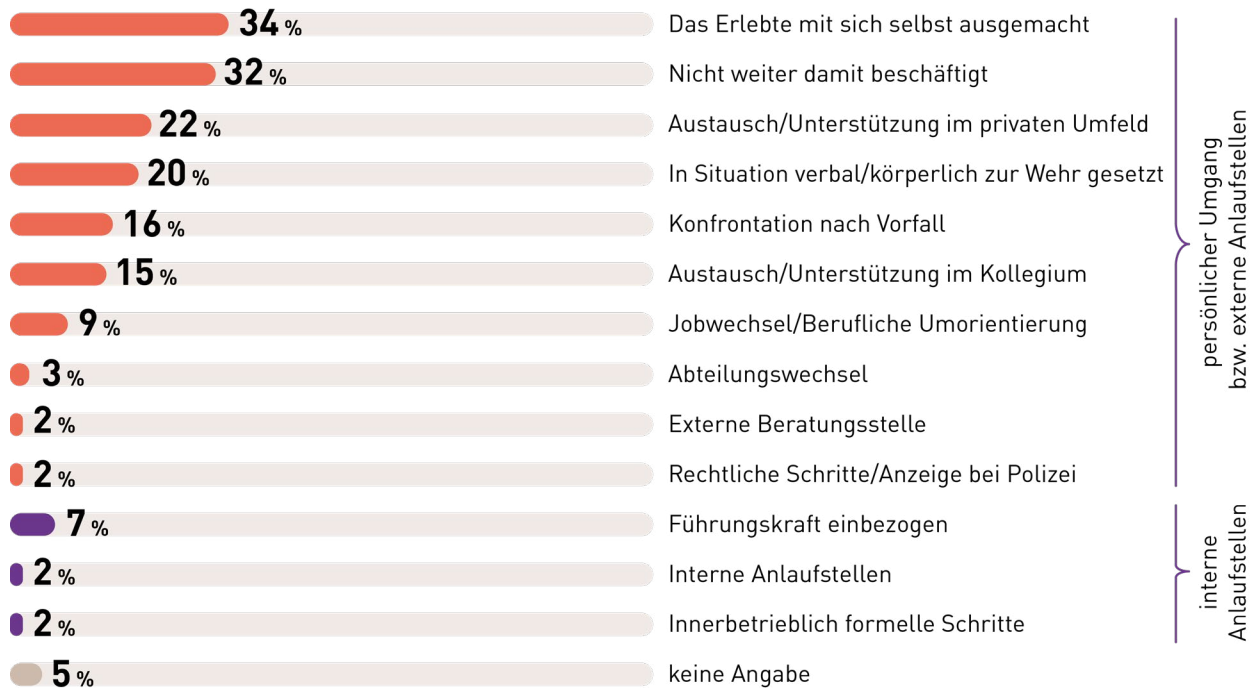 34 % Das Erlebte mit sich selbst ausgemacht
32 % Nicht weiter damit beschäftigt
22 % Austausch/Unterstützung im privaten Umfeld
20 % In Situation verbal/körperlich zur Wehr gesetzt
16 % Konfrontation nach Vorfall
15 % Austausch/Unterstützung im Kollegium
9 % Jobwechsel/Berufliche Umorientierung
3 % Abteilungswechsel
2 % Externe Beratungsstelle
2 % Rechtliche Schritte/Anzeige bei Polizei
persönlicher Umgang
bzw. externe Anlaufstellen
7 % Führungskraft einbezogen
2 % Interne Anlaufstellen
2 % Innerbetrieblich formelle Schritte
interne
Anlaufstellen
5 % keine Angabe